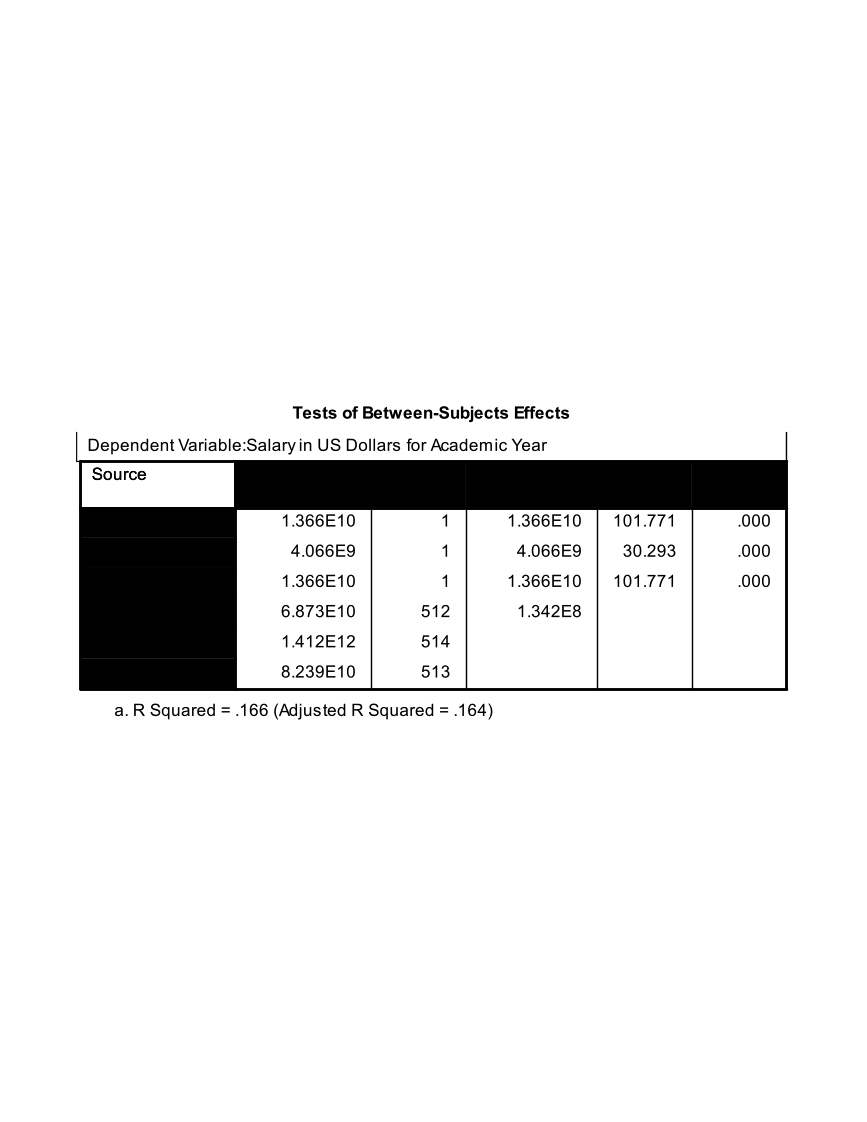 Tests of Between-Subjects Effects
Dependent Variable:Salary in US Dollars for Academic Year
Source
1.366E10 1 1.366E10 101.771 .000
4.066E9 1 4.066E9 30.293 .000
1.366E10 1 1.366E10 101.771 .000
6.873E10 512 1.342E8
1.412E12 514
8.239E10 513
a. R Squared = .166 (Adjusted R Squared = .164)